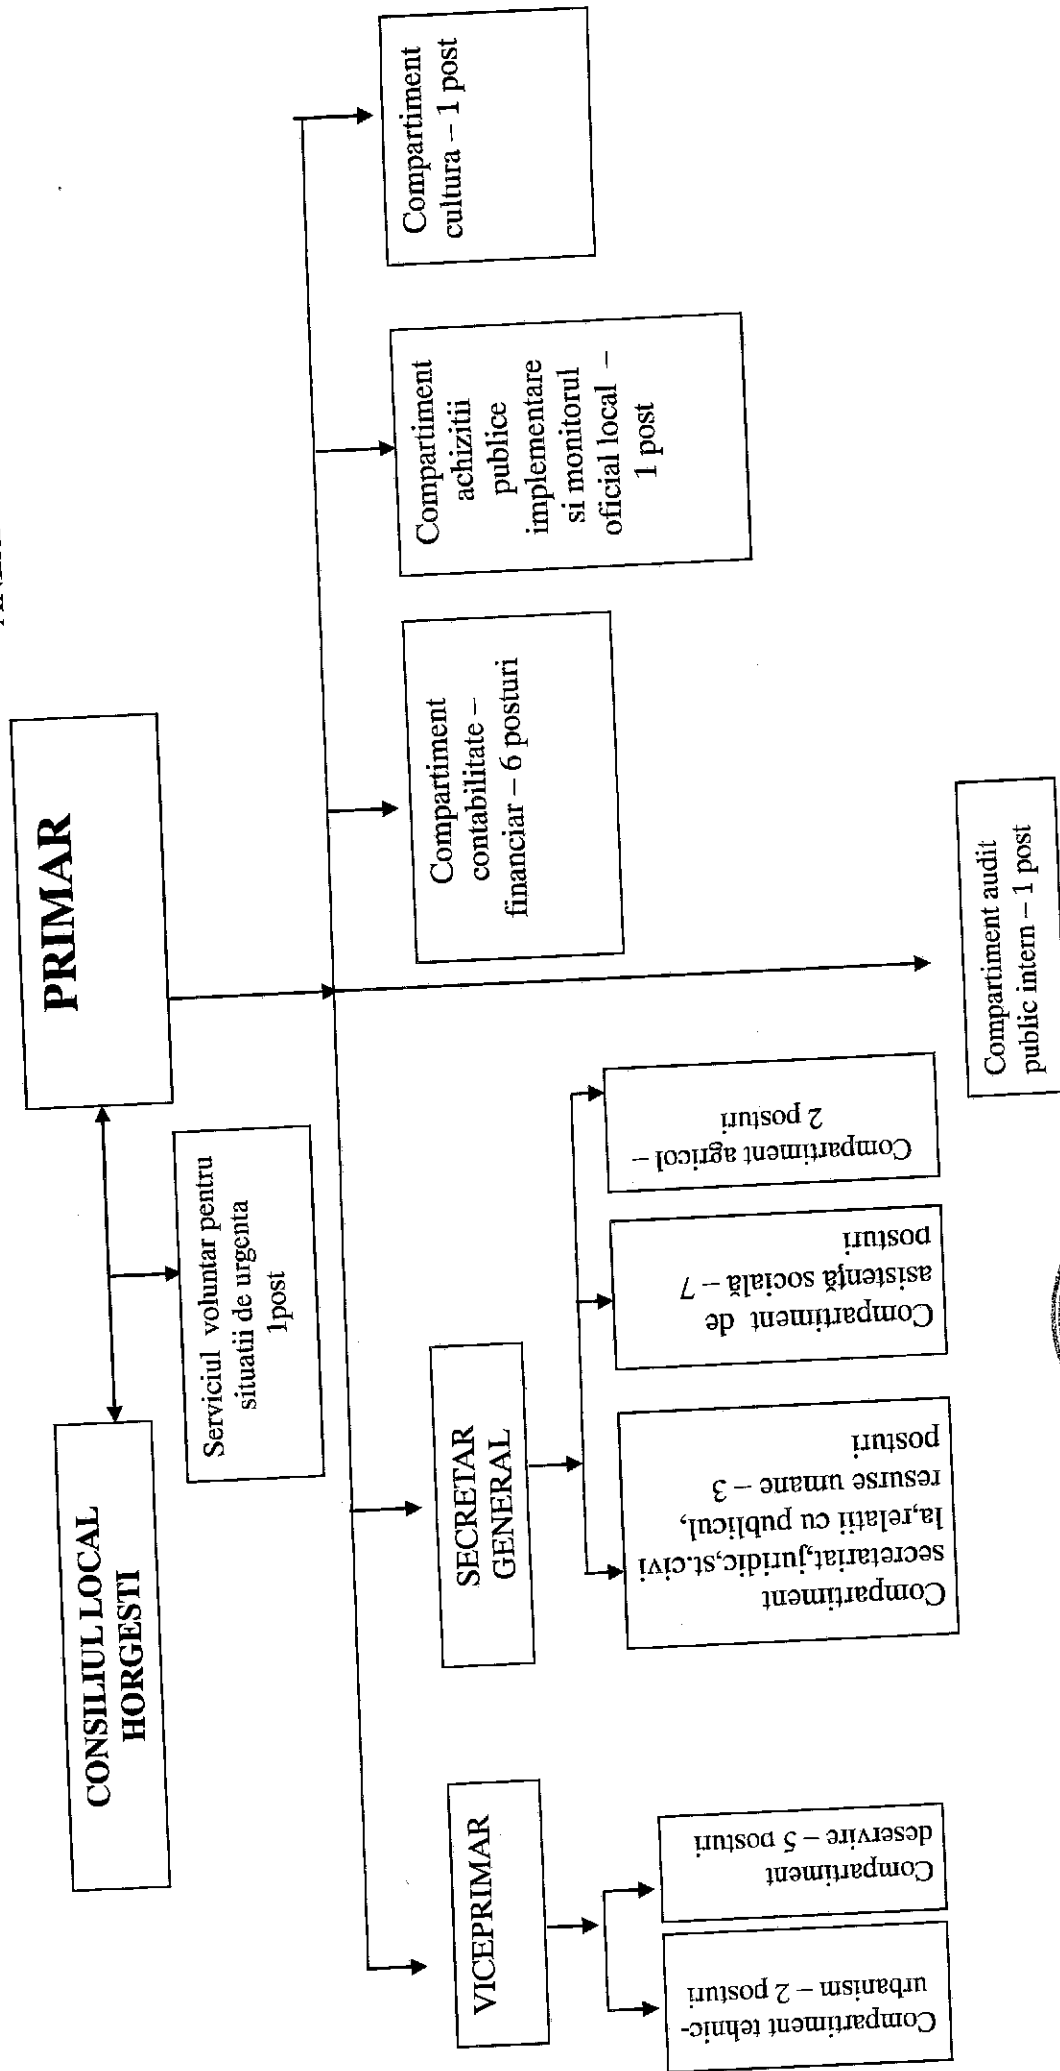 PRIMAR
CONSILIUL LOCAL
HORGESTI
Serviciul voluntar pentru
situatii de urgenta
1post
VICEPRIMAR
SECRETAR
GENERAL
Compartiment
contabilitate –
financiar – 6 posturi
Compartiment
achizitii
publice
implementare
si monitorul
oficial local –
1 post
Compartiment
cultura – 1 post
Compartiment tehnic-
urbanism – 2 posturi
Compartiment
deservire – 5 posturi
Compartiment
secretariat,juridic,st.civi
la,relatii cu publicul,
resurse umane – 3
posturi
Compartiment de
asistenţă socială – 7
posturi
Compartiment agricol –
2 posturi
Compartiment audit
public intern – 1 post